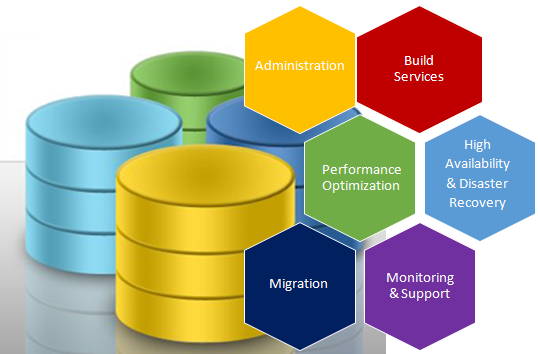 Administration
Build
Services
Performance
Optimization
High
Availability
& Disaster
Recovery
Migration
Monitoring
& Support